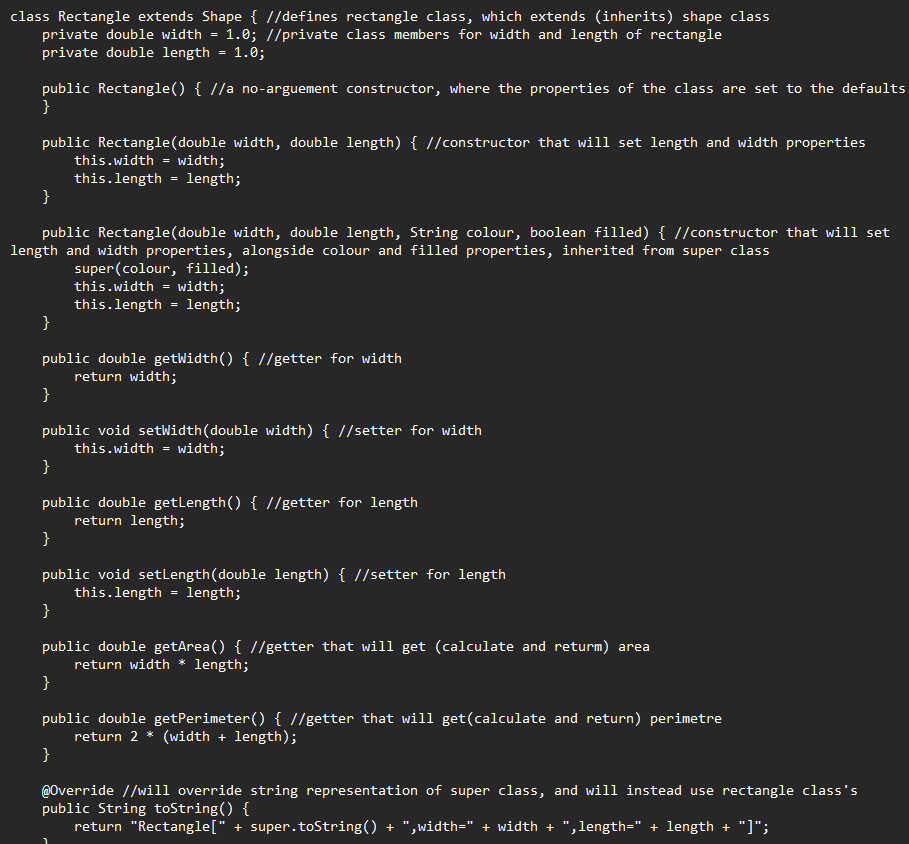 class Rectangle extends Shape { //defines rectangle class, which extends (inherits) shape class
    private double width = 1.0; //private class members for width and length of rectangle
    private double length = 1.0;

    public Rectangle() { //a no-arguement constructor, where the properties of the class are set to the defaults
    }

    public Rectangle(double width, double length) { //constructor that will set length and width properties
        this.width = width;
        this.length = length;
    }

    public Rectangle(double width, double length, String colour, boolean filled) { //constructor that will set
length and width properties, alongside colour and filled properties, inherited from super class
        super(colour, filled);
        this.width = width;
        this.length = length;
    }

    public double getWidth() { //getter for width
        return width;
    }

    public void setWidth(double width) { //setter for width
        this.width = width;
    }

    public double getLength() { //getter for length
        return length;
    }

    public void setLength(double length) { //setter for length
        this.length = length;
    }

    public double getArea() { //getter that will get (calculate and returm) area
        return width * length;
    }

    public double getPerimeter() { //getter that will get(calculate and return) perimetre
        return 2 * (width + length);
    }

    @Override //will override string representation of super class, and will instead use rectangle class's
    public String toString() {
        return "Rectangle[" + super.toString() + ",width=" + width + ",length=" + length + "]";
    }